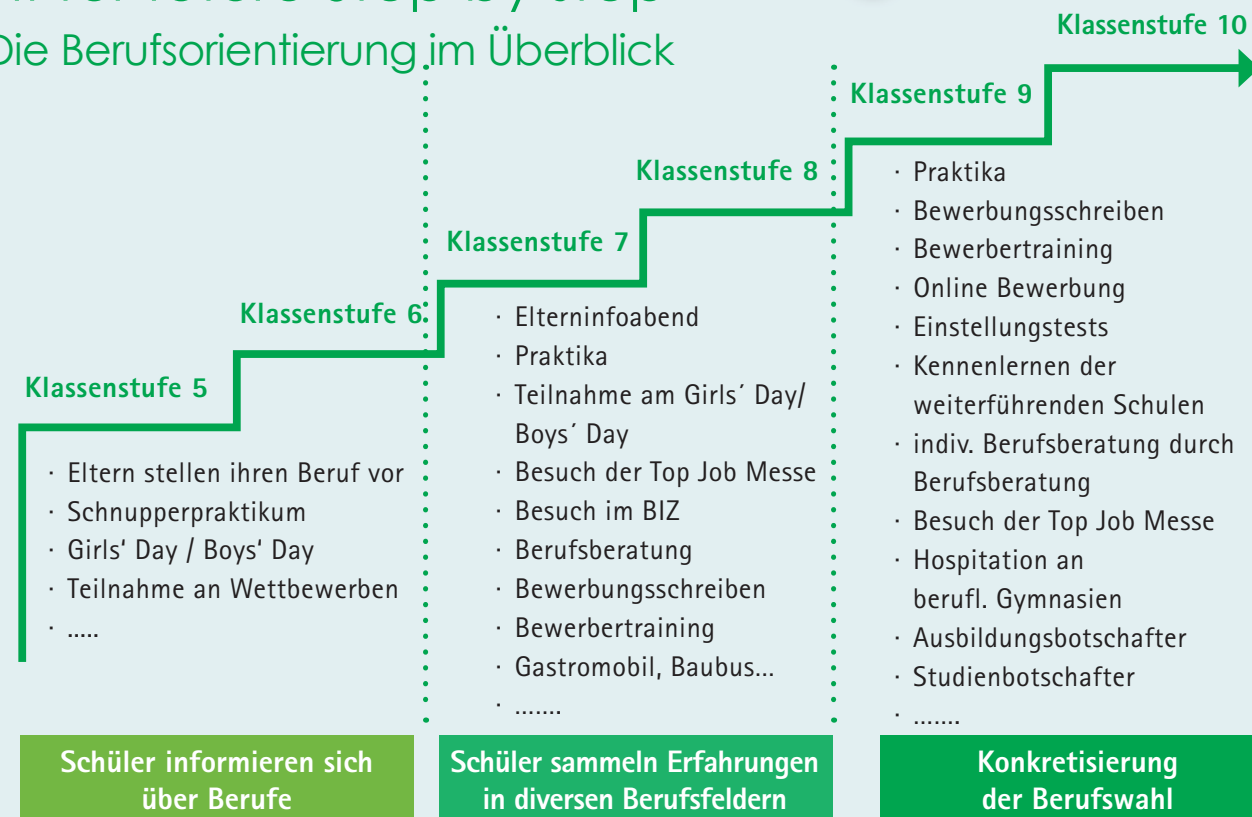 Die Berufsorientierung im Überblick
Klassenstufe 5
Klassenstufe 6
Klassenstufe 7
Klassenstufe 8
Klassenstufe 9
Klassenstufe 10
· Eltern stellen ihren Beruf vor
· Schnupperpraktikum
· Girls' Day / Boys' Day
· Teilnahme an Wettbewerben
· .....
Schüler informieren sich
über Berufe
· Elterninfoabend
· Praktika
· Teilnahme am Girls´ Day/
Boys´ Day
· Besuch der Top Job Messe
· Besuch im BIZ
· Berufsberatung
· Bewerbungsschreiben
· Bewerbertraining
· Gastromobil, Baubus...
· .......
Schüler sammeln Erfahrungen
in diversen Berufsfeldern
· Praktika
· Bewerbungsschreiben
· Bewerbertraining
· Online Bewerbung
· Einstellungstests
· Kennenlernen der
weiterführenden Schulen
· indiv. Berufsberatung durch
Berufsberatung
· Besuch der Top Job Messe
· Hospitation an
berufl. Gymnasien
· Ausbildungsbotschafter
· Studienbotschafter
· .......
Konkretisierung
der Berufswahl